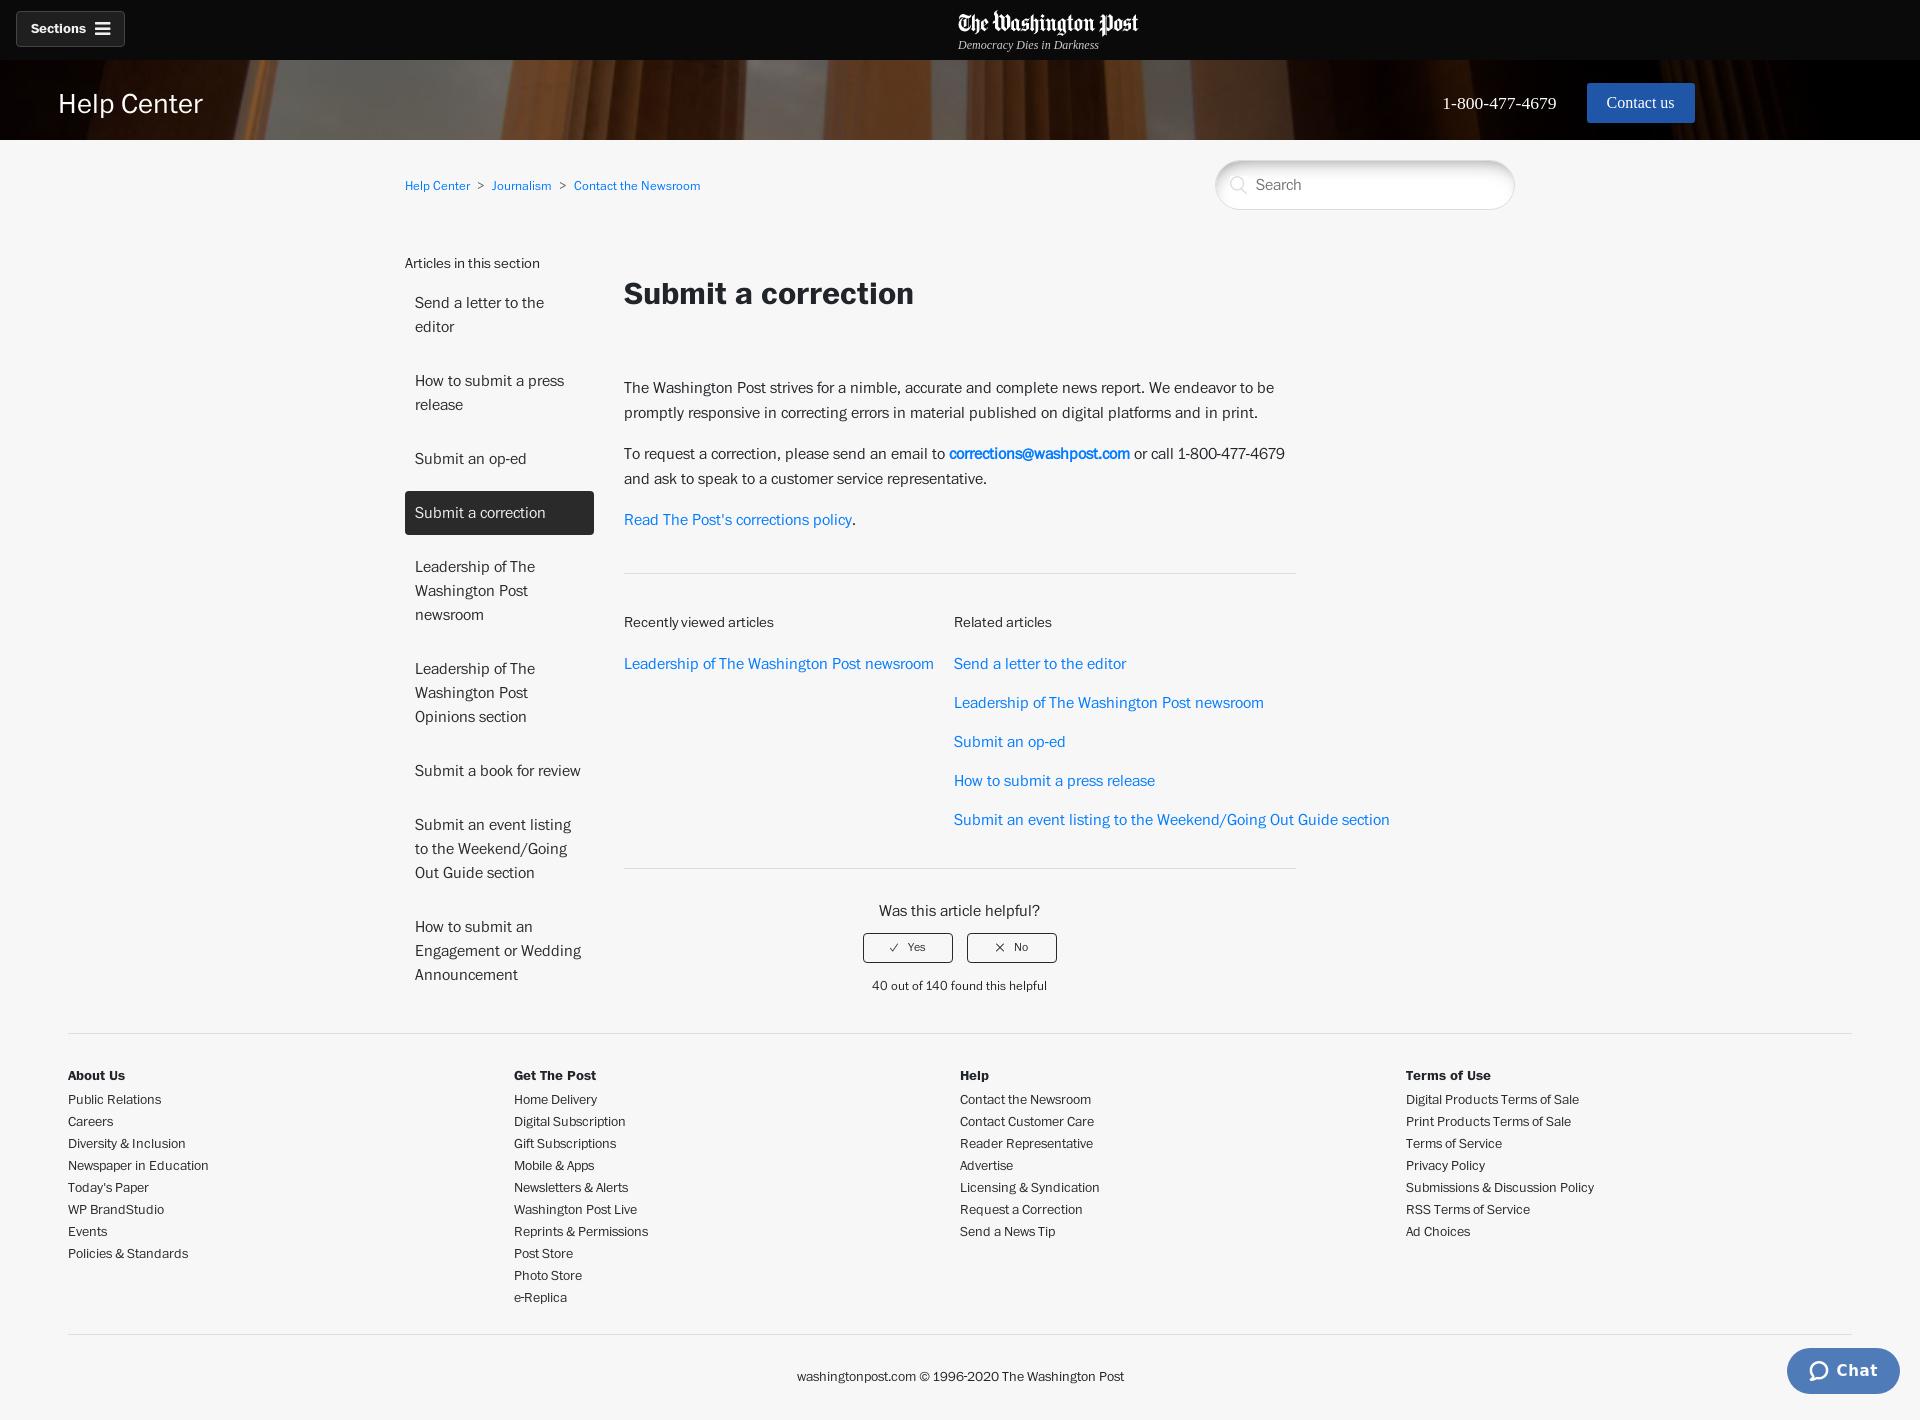 Sections
The Washington Post
Democracy Dies in Darkness
Help Center
1-800-477-4679
Contact us
Help Center > Journalism > Contact the Newsroom
Search
Articles in this section
Send a letter to the
editor
How to submit a press
release
Submit an op-ed
Submit a correction
Leadership of The
Washington Post
newsroom
Leadership of The
Washington Post
Opinions section
Submit a book for review
Submit an event listing
to the Weekend/Going
Out Guide section
How to submit an
Engagement or Wedding
Announcement
Submit a correction
The Washington Post strives for a nimble, accurate and complete news report. We endeavor to be
promptly responsive in correcting errors in material published on digital platforms and in print.
To request a correction, please send an email to corrections@washpost.com or call 1-800-477-4679
and ask to speak to a customer service representative.
Read The Post's corrections policy.
Recently viewed articles
Leadership of The Washington Post newsroom
Related articles
Send a letter to the editor
Leadership of The Washington Post newsroom
Submit an op-ed
How to submit a press release
Submit an event listing to the Weekend/Going Out Guide section
Was this article helpful?
Yes
No
40 out of 140 found this helpful
About Us
Public Relations
Careers
Diversity & Inclusion
Newspaper in Education
Today's Paper
WP BrandStudio
Events
Policies & Standards
Get The Post
Home Delivery
Digital Subscription
Gift Subscriptions
Mobile & Apps
Newsletters & Alerts
Washington Post Live
Reprints & Permissions
Post Store
Photo Store
e-Replica
Help
Contact the Newsroom
Contact Customer Care
Reader Representative
Advertise
Licensing & Syndication
Request a Correction
Send a News Tip
Terms of Use
Digital Products Terms of Sale
Print Products Terms of Sale
Terms of Service
Privacy Policy
Submissions & Discussion Policy
RSS Terms of Service
Ad Choices
washingtonpost.com © 1996-2020 The Washington Post
Chat